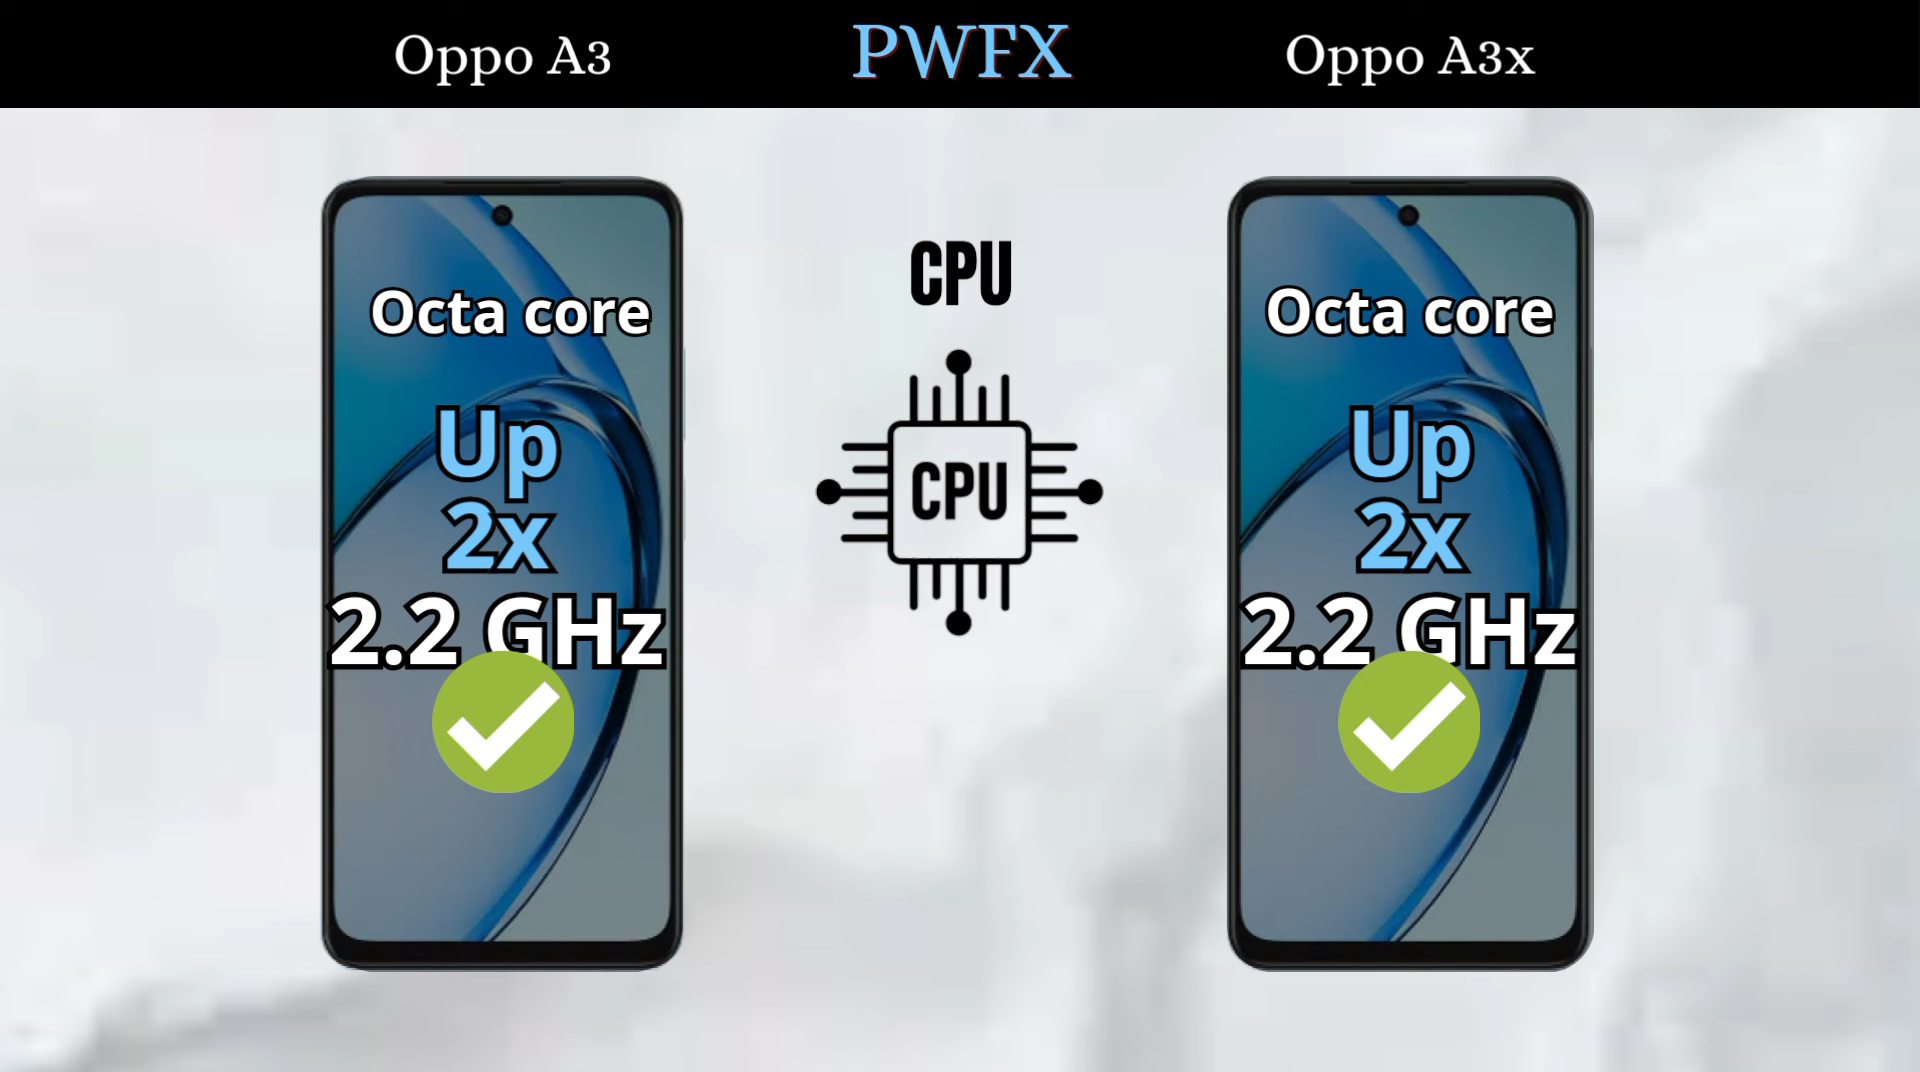 Oppo A3
PWFX
Oppo A3x
Octa core
Up
2x
2.2 GHz
CPU
CPU
Octa core
Up
2x
2.2 GHz